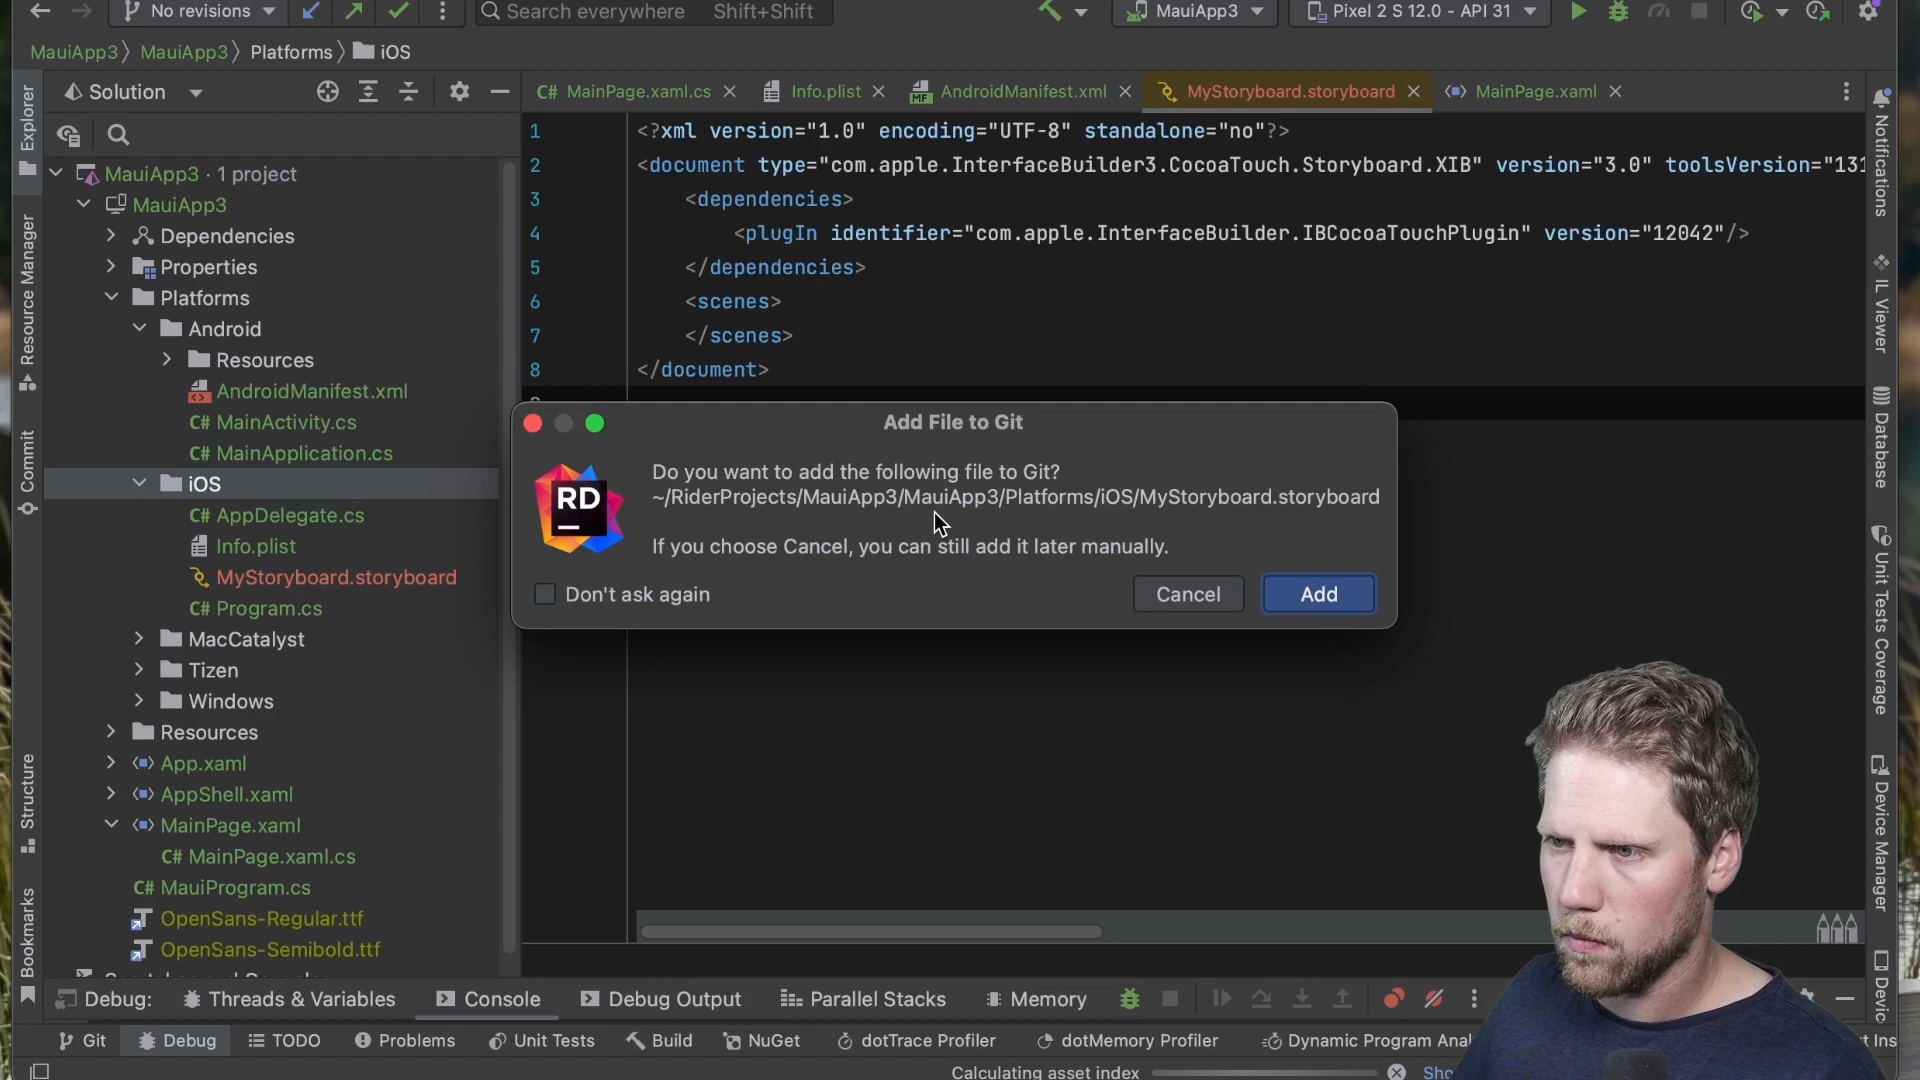 No revisions
Search everywhere Shift+Shift
MauiApp3
Pixel 2 S 12.0 - API 31
MauiApp3 MauiApp3 Platforms iOS
Explorer
Resource Manager
Commit
Structure
Bookmarks
Solution
MauiApp3 · 1 project
MauiApp3
Dependencies
Properties
Platforms
Android
Resources
AndroidManifest.xml
C# MainActivity.cs
C# MainApplication.cs
iOS
C# AppDelegate.cs
Info.plist
MyStoryboard.storyboard
C# Program.cs
MacCatalyst
Tizen
Windows
Resources
App.xaml
AppShell.xaml
MainPage.xaml
C# MainPage.xaml.cs
C# MauiProgram.cs
OpenSans-Regular.ttf
OpenSans-Semibold.ttf
C# MainPage.xaml.cs
Info.plist
MF AndroidManifest.xml
MyStoryboard.storyboard
MainPage.xaml
1 <?xml version="1.0" encoding="UTF-8" standalone="no"?>
2 <document type="com.apple.InterfaceBuilder3.CocoaTouch.Storyboard.XIB" version="3.0" toolsVersion="131
3 <dependencies>
4 <plugIn identifier="com.apple.InterfaceBuilder.IBCocoaTouchPlugin" version="12042"/>
5 </dependencies>
6 <scenes>
7 </scenes>
8 </document>
Add File to Git
RD
Do you want to add the following file to Git?
~/RiderProjects/MauiApp3/MauiApp3/Platforms/iOS/MyStoryboard.storyboard
If you choose Cancel, you can still add it later manually.
Don't ask again
Cancel
Add
Notifications
IL Viewer
Database
Unit Tests Coverage
Device Manager
Devic
Debug:
Threads & Variables
Console
Debug Output
Parallel Stacks
Memory
Git
Debug
TODO
Problems
Unit Tests
Build
NuGet
dotTrace Profiler
dotMemory Profiler
Dynamic Program Anal
t Ins
Calculating asset index
Sho